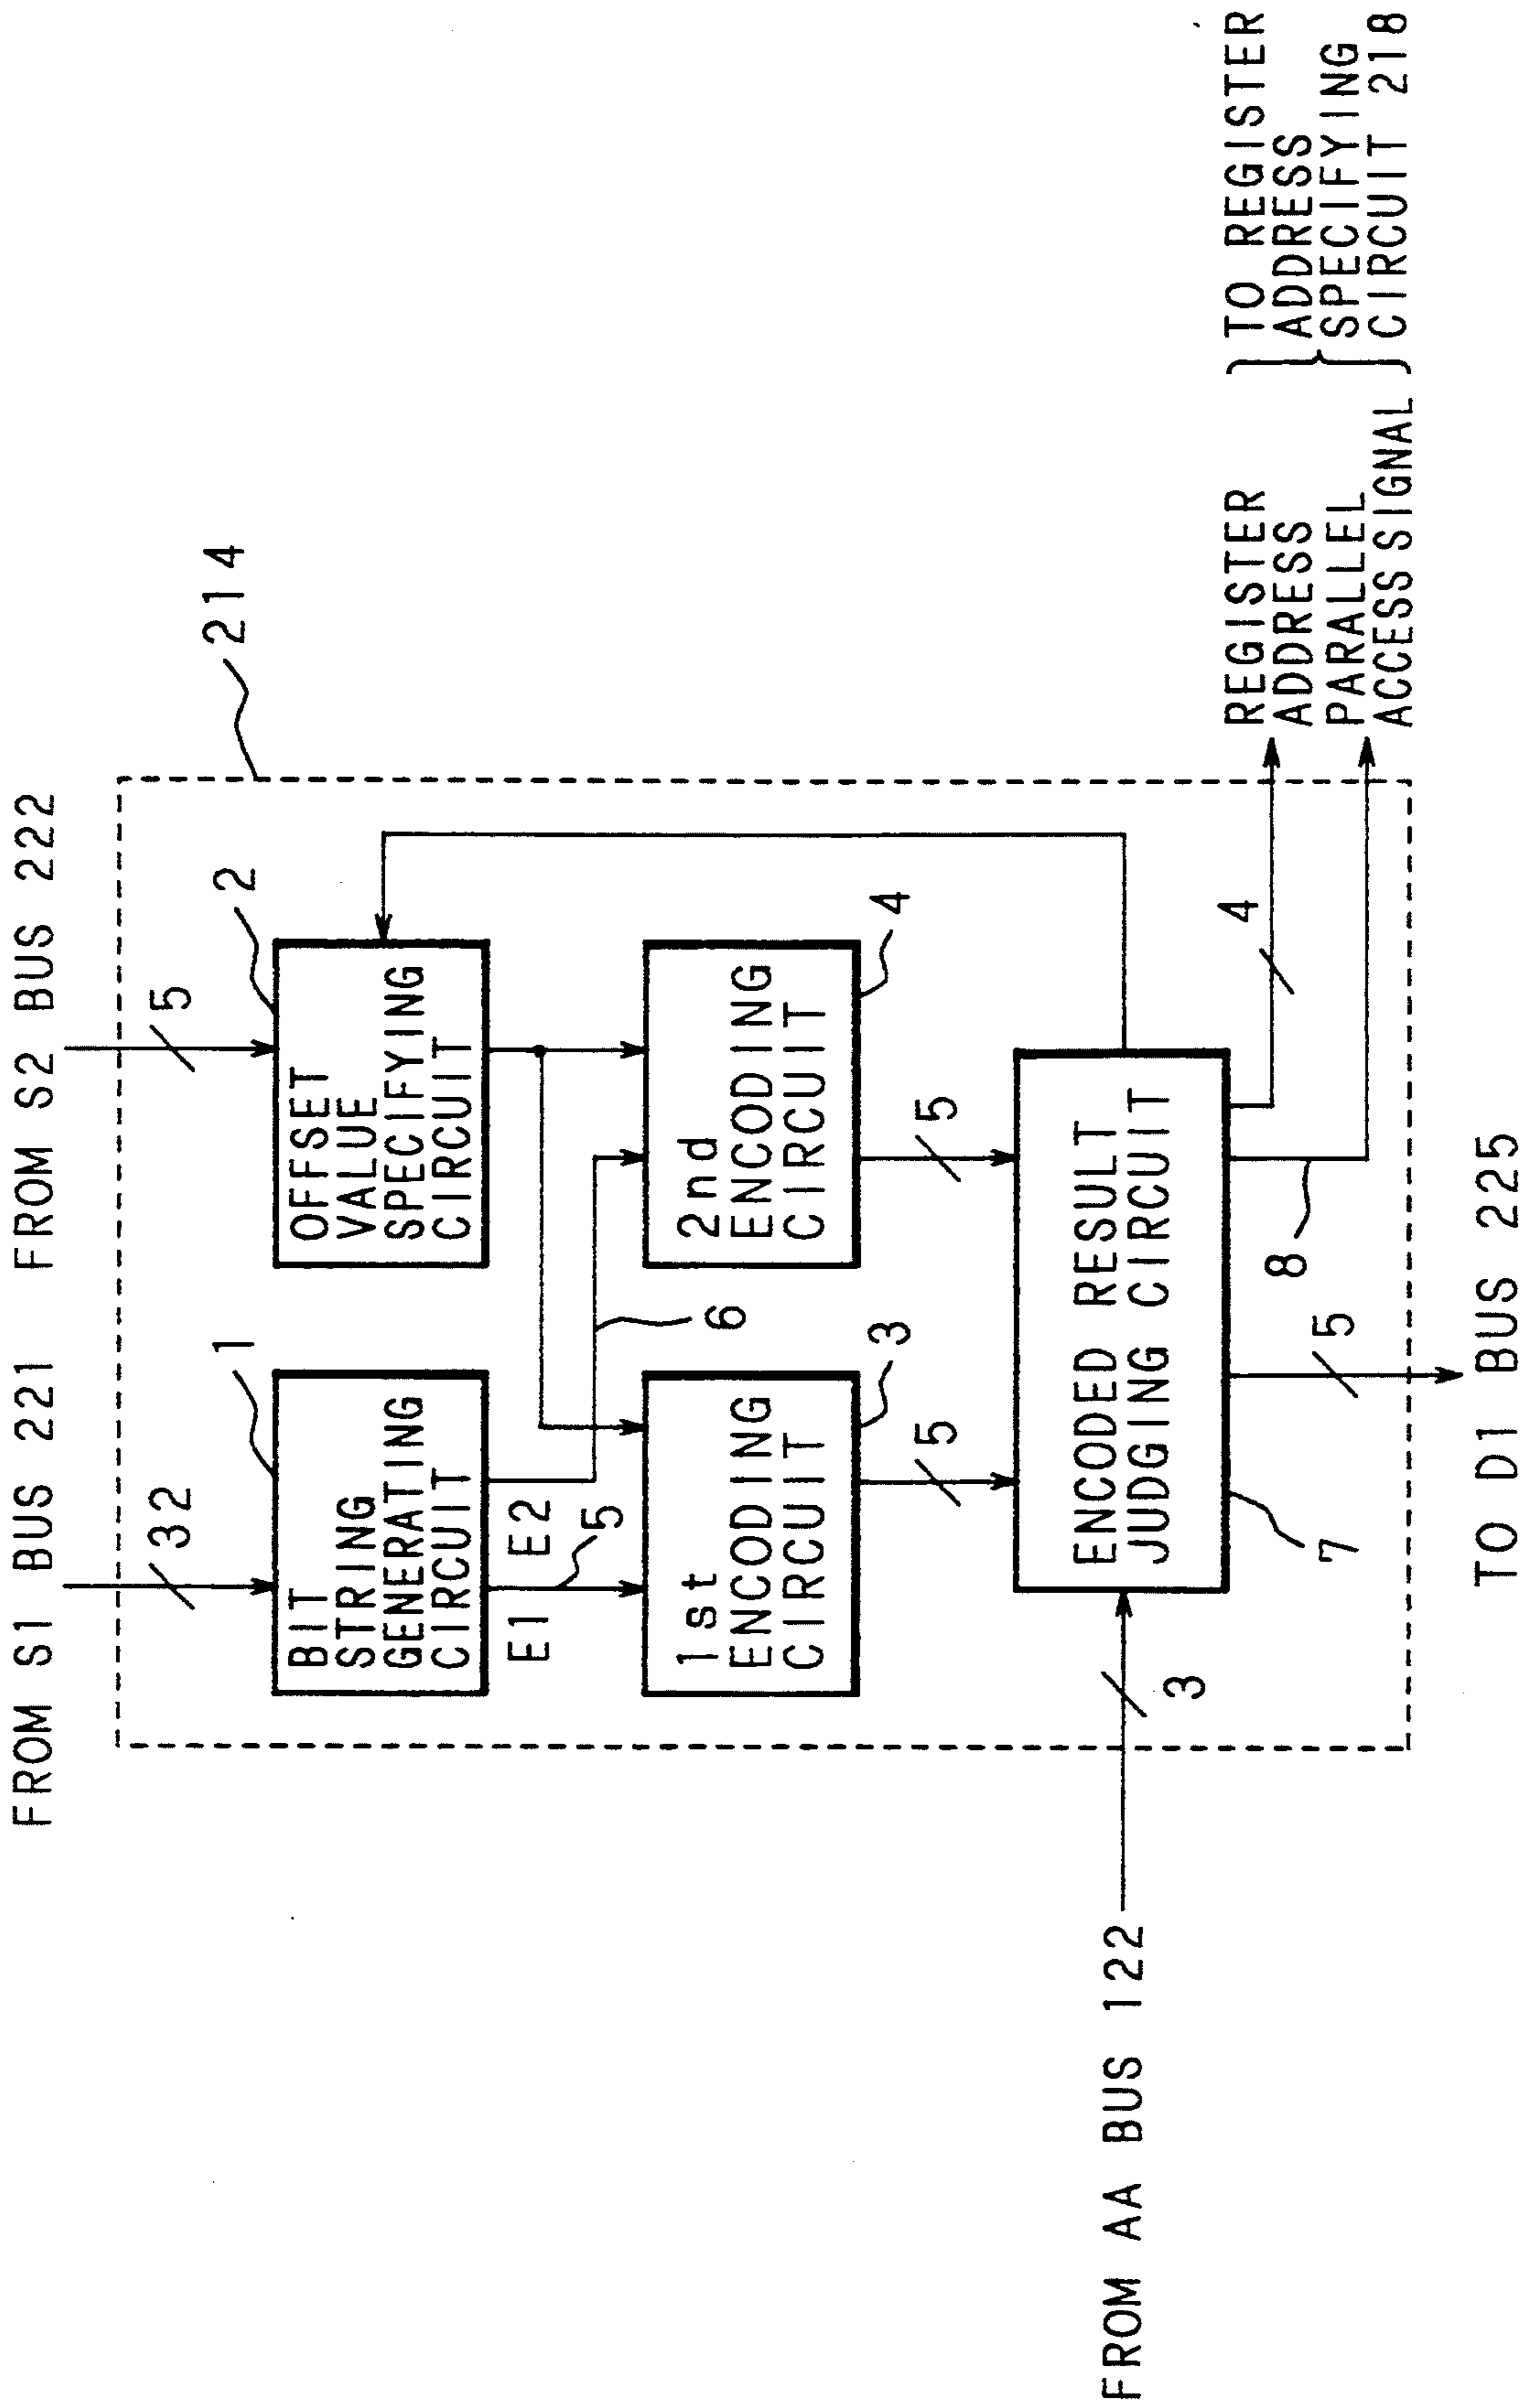 FROM S1 BUS 221
FROM S2 BUS 222
32
5
214
1
2
BIT
STRING
GENERATING
CIRCUIT
OFFSET
VALUE
SPECIFYING
CIRCUIT
E1
E2
5
6
1st
ENCODING
CIRCUIT
2nd
ENCODING
CIRCUIT
3
4
5
5
FROM AA BUS 122
3
ENCODED RESULT
JUDGING CIRCUIT
7
8
4
5
REGISTER
ADDRESS
PARALLEL
ACCESS SIGNAL
TO REGISTER
ADDRESS
SPECIFYING
CIRCUIT 218
TO D1 BUS 225